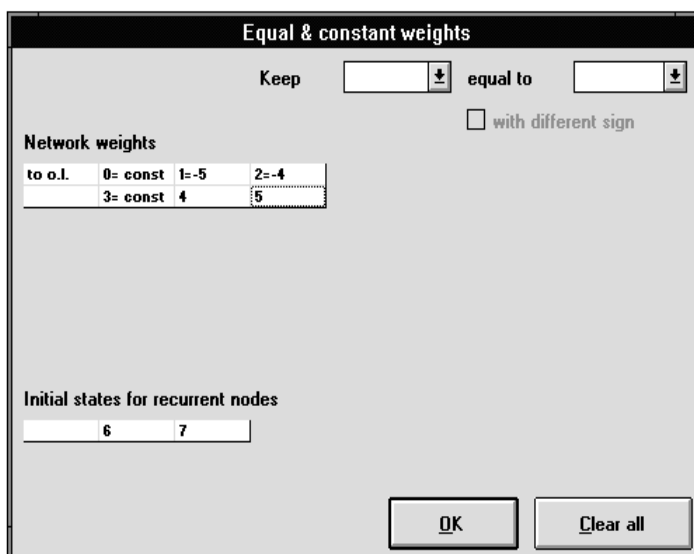 Equal & constant weights
Keep equal to
with different sign
Network weights
to o.l. 0= const 1=-5 2=-4
3= const 4 5
Initial states for recurrent nodes
6 7
OK Clear all